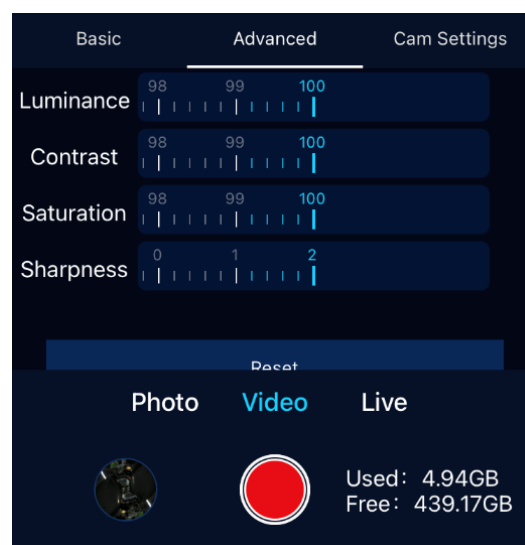 Basic Advanced Cam Settings
98 99 100
Luminance
98 99 100
Contrast
98 99 100
Saturation
0 1 2
Sharpness
Reset
Photo Video Live
Used: 4.94GB
Free: 439.17GB